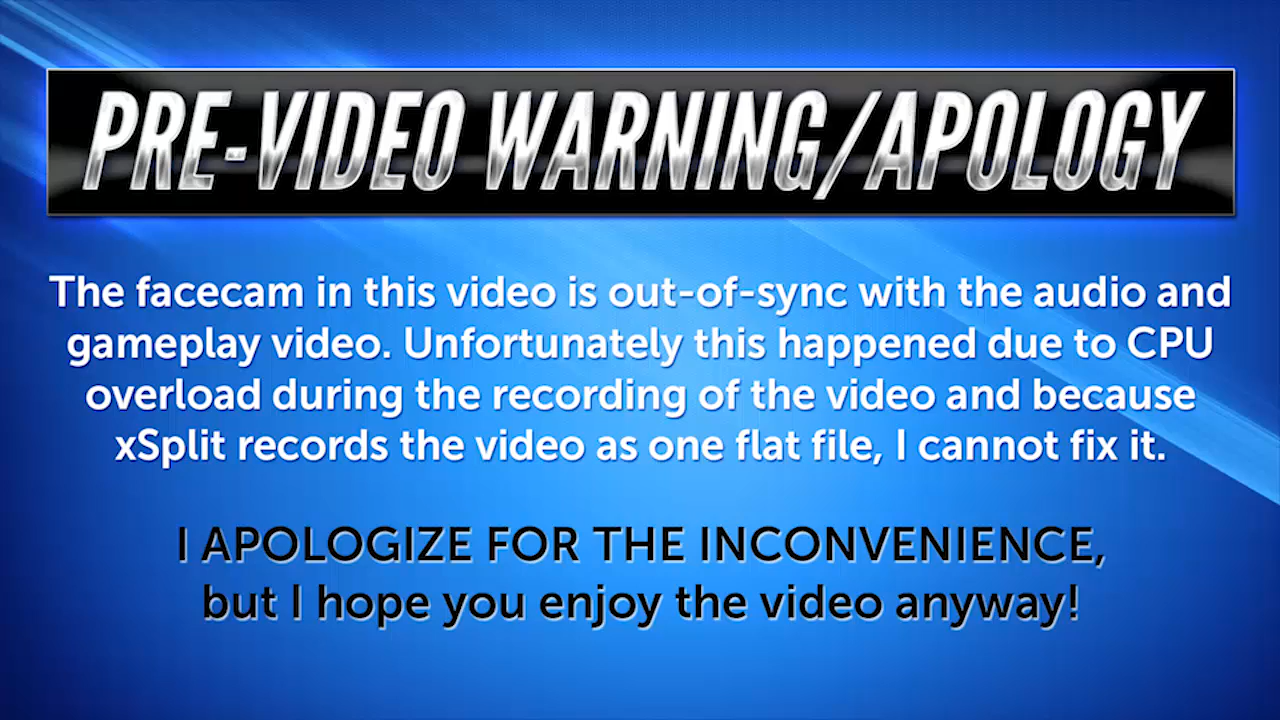 PRE-VIDEO WARNING/APOLOGY
The facecam in this video is out-of-sync with the audio and
gameplay video. Unfortunately this happened due to CPU
overload during the recording of the video and because
xSplit records the video as one flat file, I cannot fix it.
I APOLOGIZE FOR THE INCONVENIENCE,
but I hope you enjoy the video anyway!